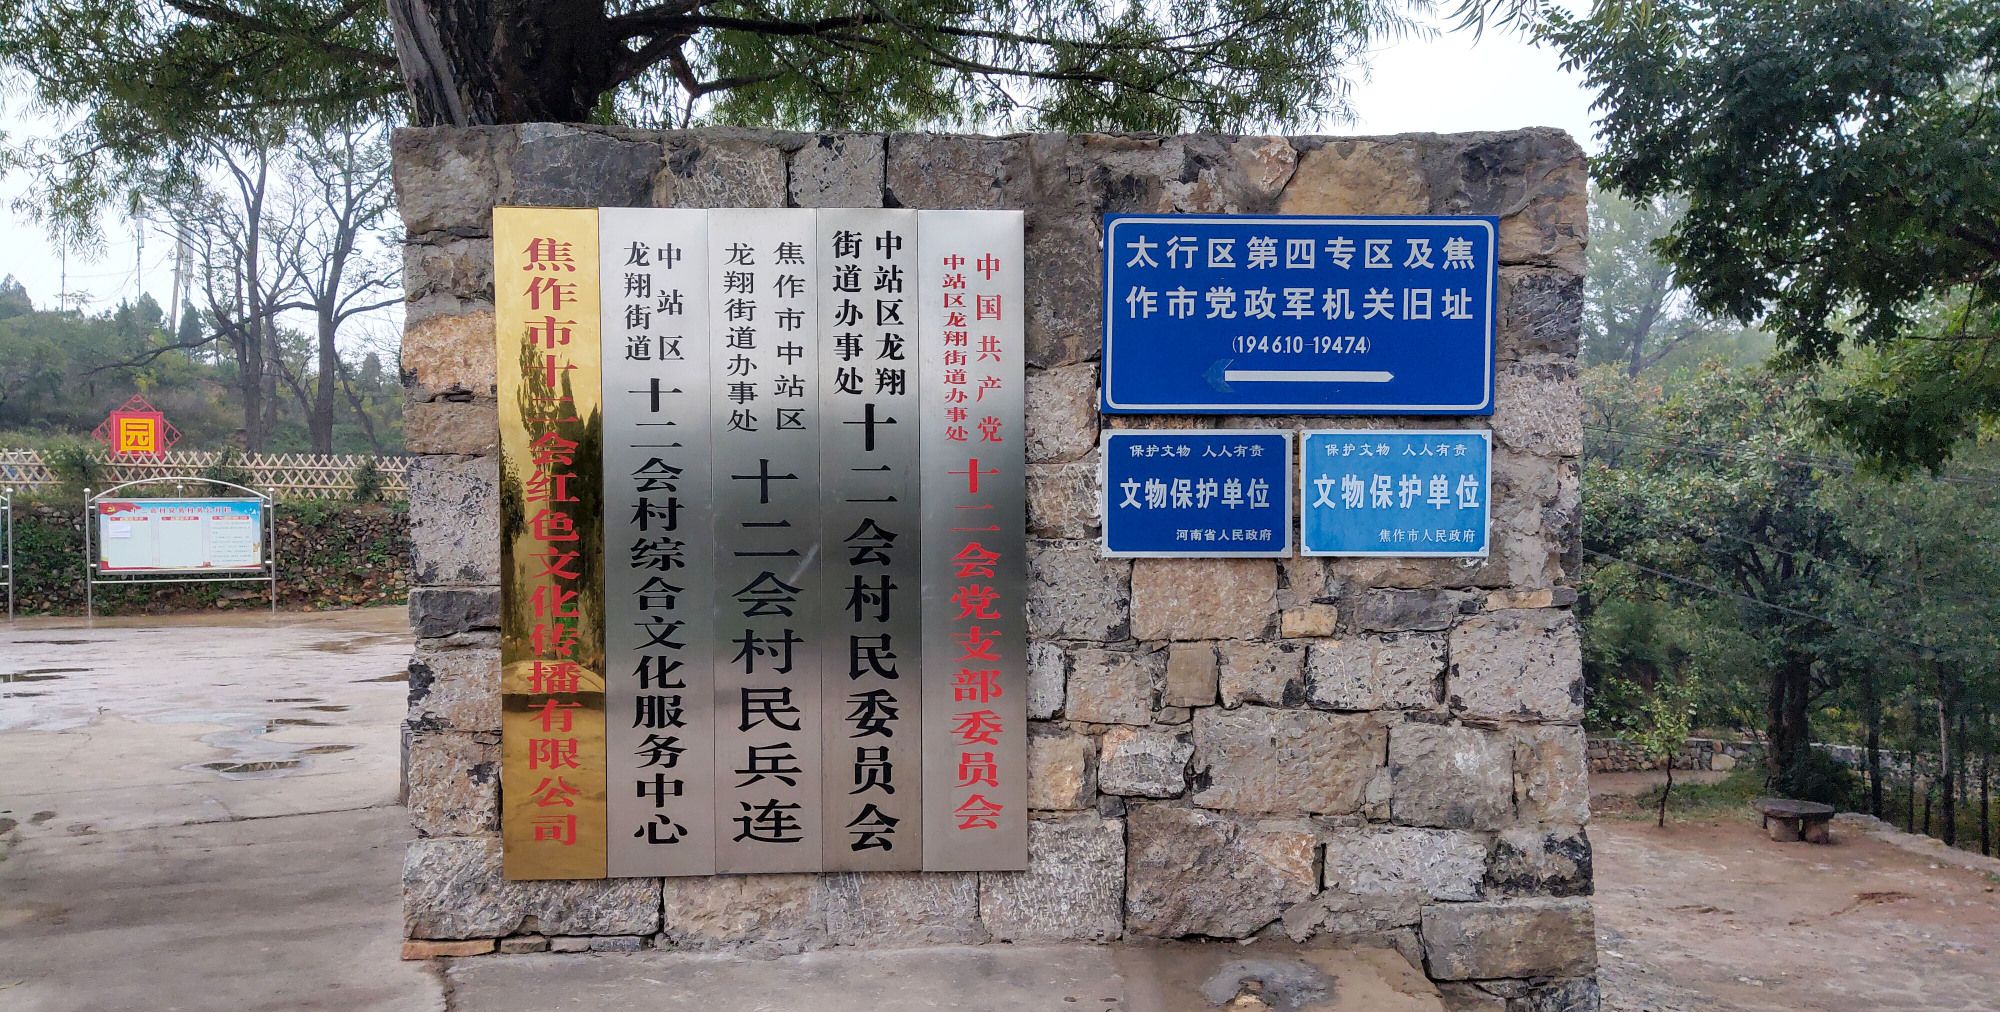 焦作市十二会红色文化传播有限公司
中站区
龙翔街道
十二会村综合文化服务中心
焦作市中站区
龙翔街道办事处
十二会村民兵连
中站区龙翔
街道办事处
十二会村民委员会
中国共产党
中站区龙翔街道办事处
十二会党支部委员会
太行区第四专区及焦
作市党政军机关旧址
(1946.10-1947.4)
保护文物 人人有责
文物保护单位
河南省人民政府
保护文物 人人有责
文物保护单位
焦作市人民政府
园